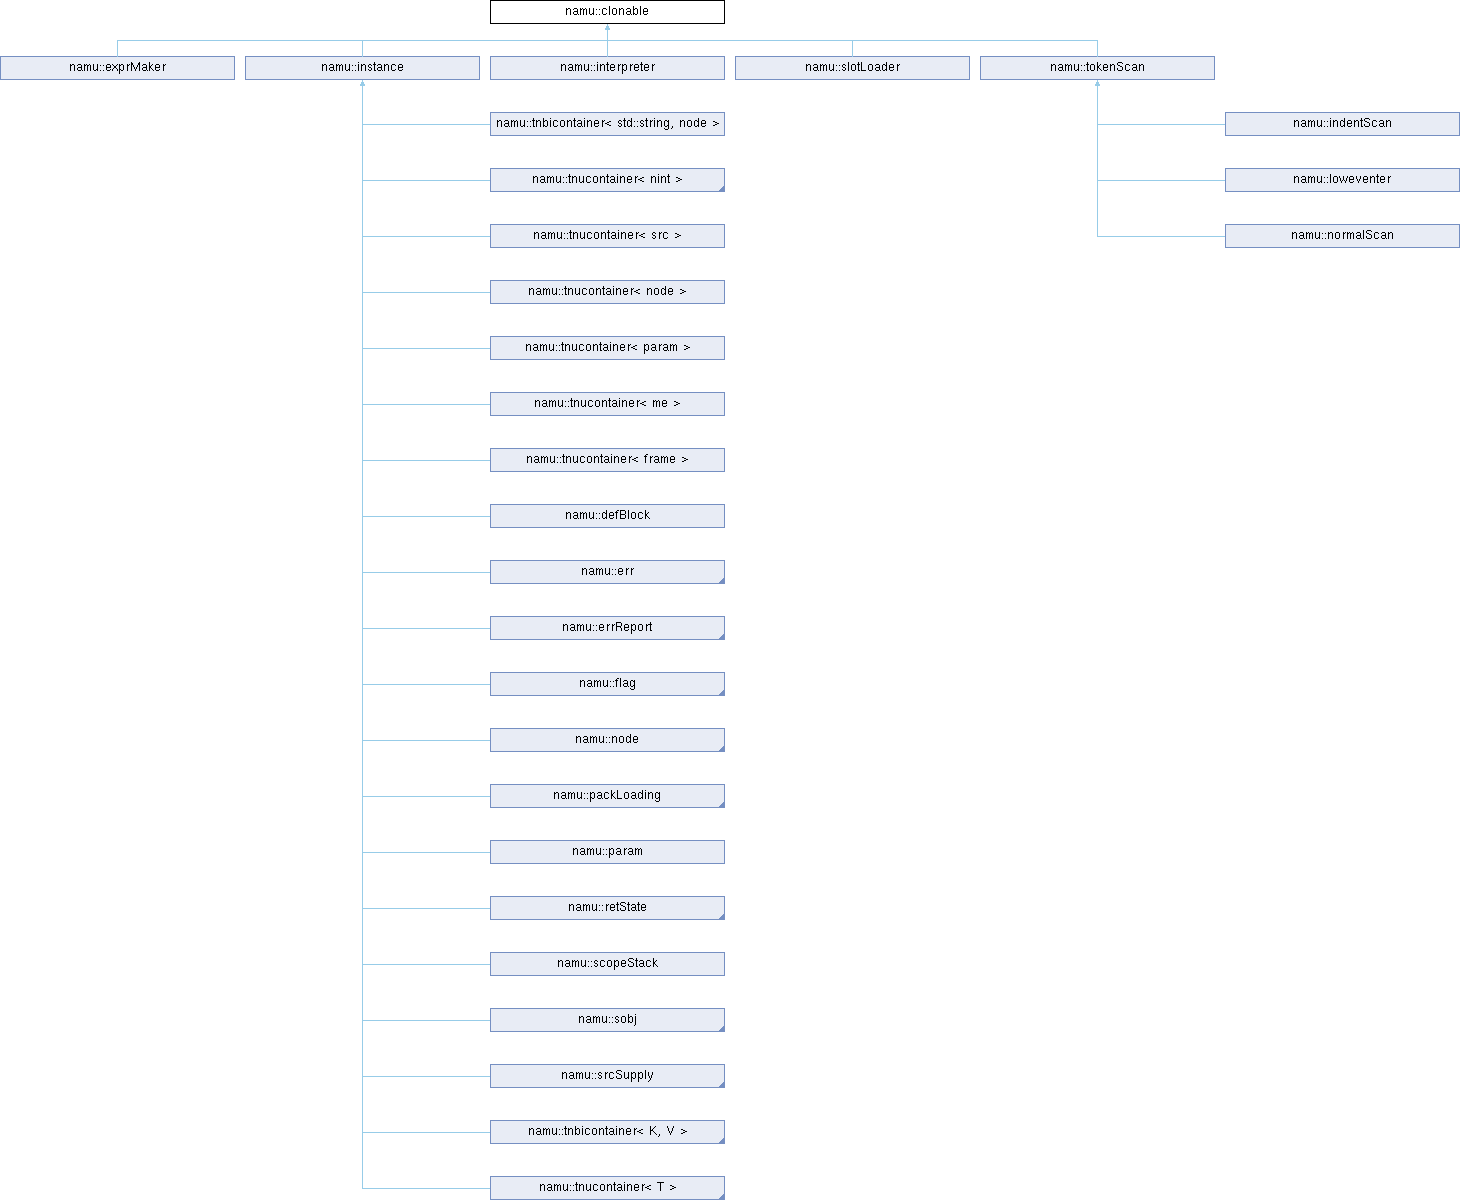 namu::clonable
namu::exprMaker
namu::instance
namu::interpreter
namu::slotLoader
namu::tokenScan
namu::tnbicontainer< std::string, node >
namu::indentScan
namu::tnucontainer< nint >
namu::loweventer
namu::tnucontainer< src >
namu::normalScan
namu::tnucontainer< node >
namu::tnucontainer< param >
namu::tnucontainer< me >
namu::tnucontainer< frame >
namu::defBlock
namu::err
namu::errReport
namu::flag
namu::node
namu::packLoading
namu::param
namu::retState
namu::scopeStack
namu::sobj
namu::srcSupply
namu::tnbicontainer< K, V >
namu::tnucontainer< T >